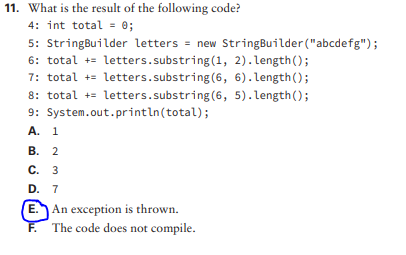 11. What is the result of the following code?
4: int total = 0;
5: StringBuilder letters = new StringBuilder("abcdefg");
6: total += letters.substring(1, 2).length();
7: total += letters.substring(6, 6).length();
8: total += letters.substring(6, 5).length();
9: System.out.println(total);
A. 1
B. 2
C. 3
D. 7
E. An exception is thrown.
F. The code does not compile.